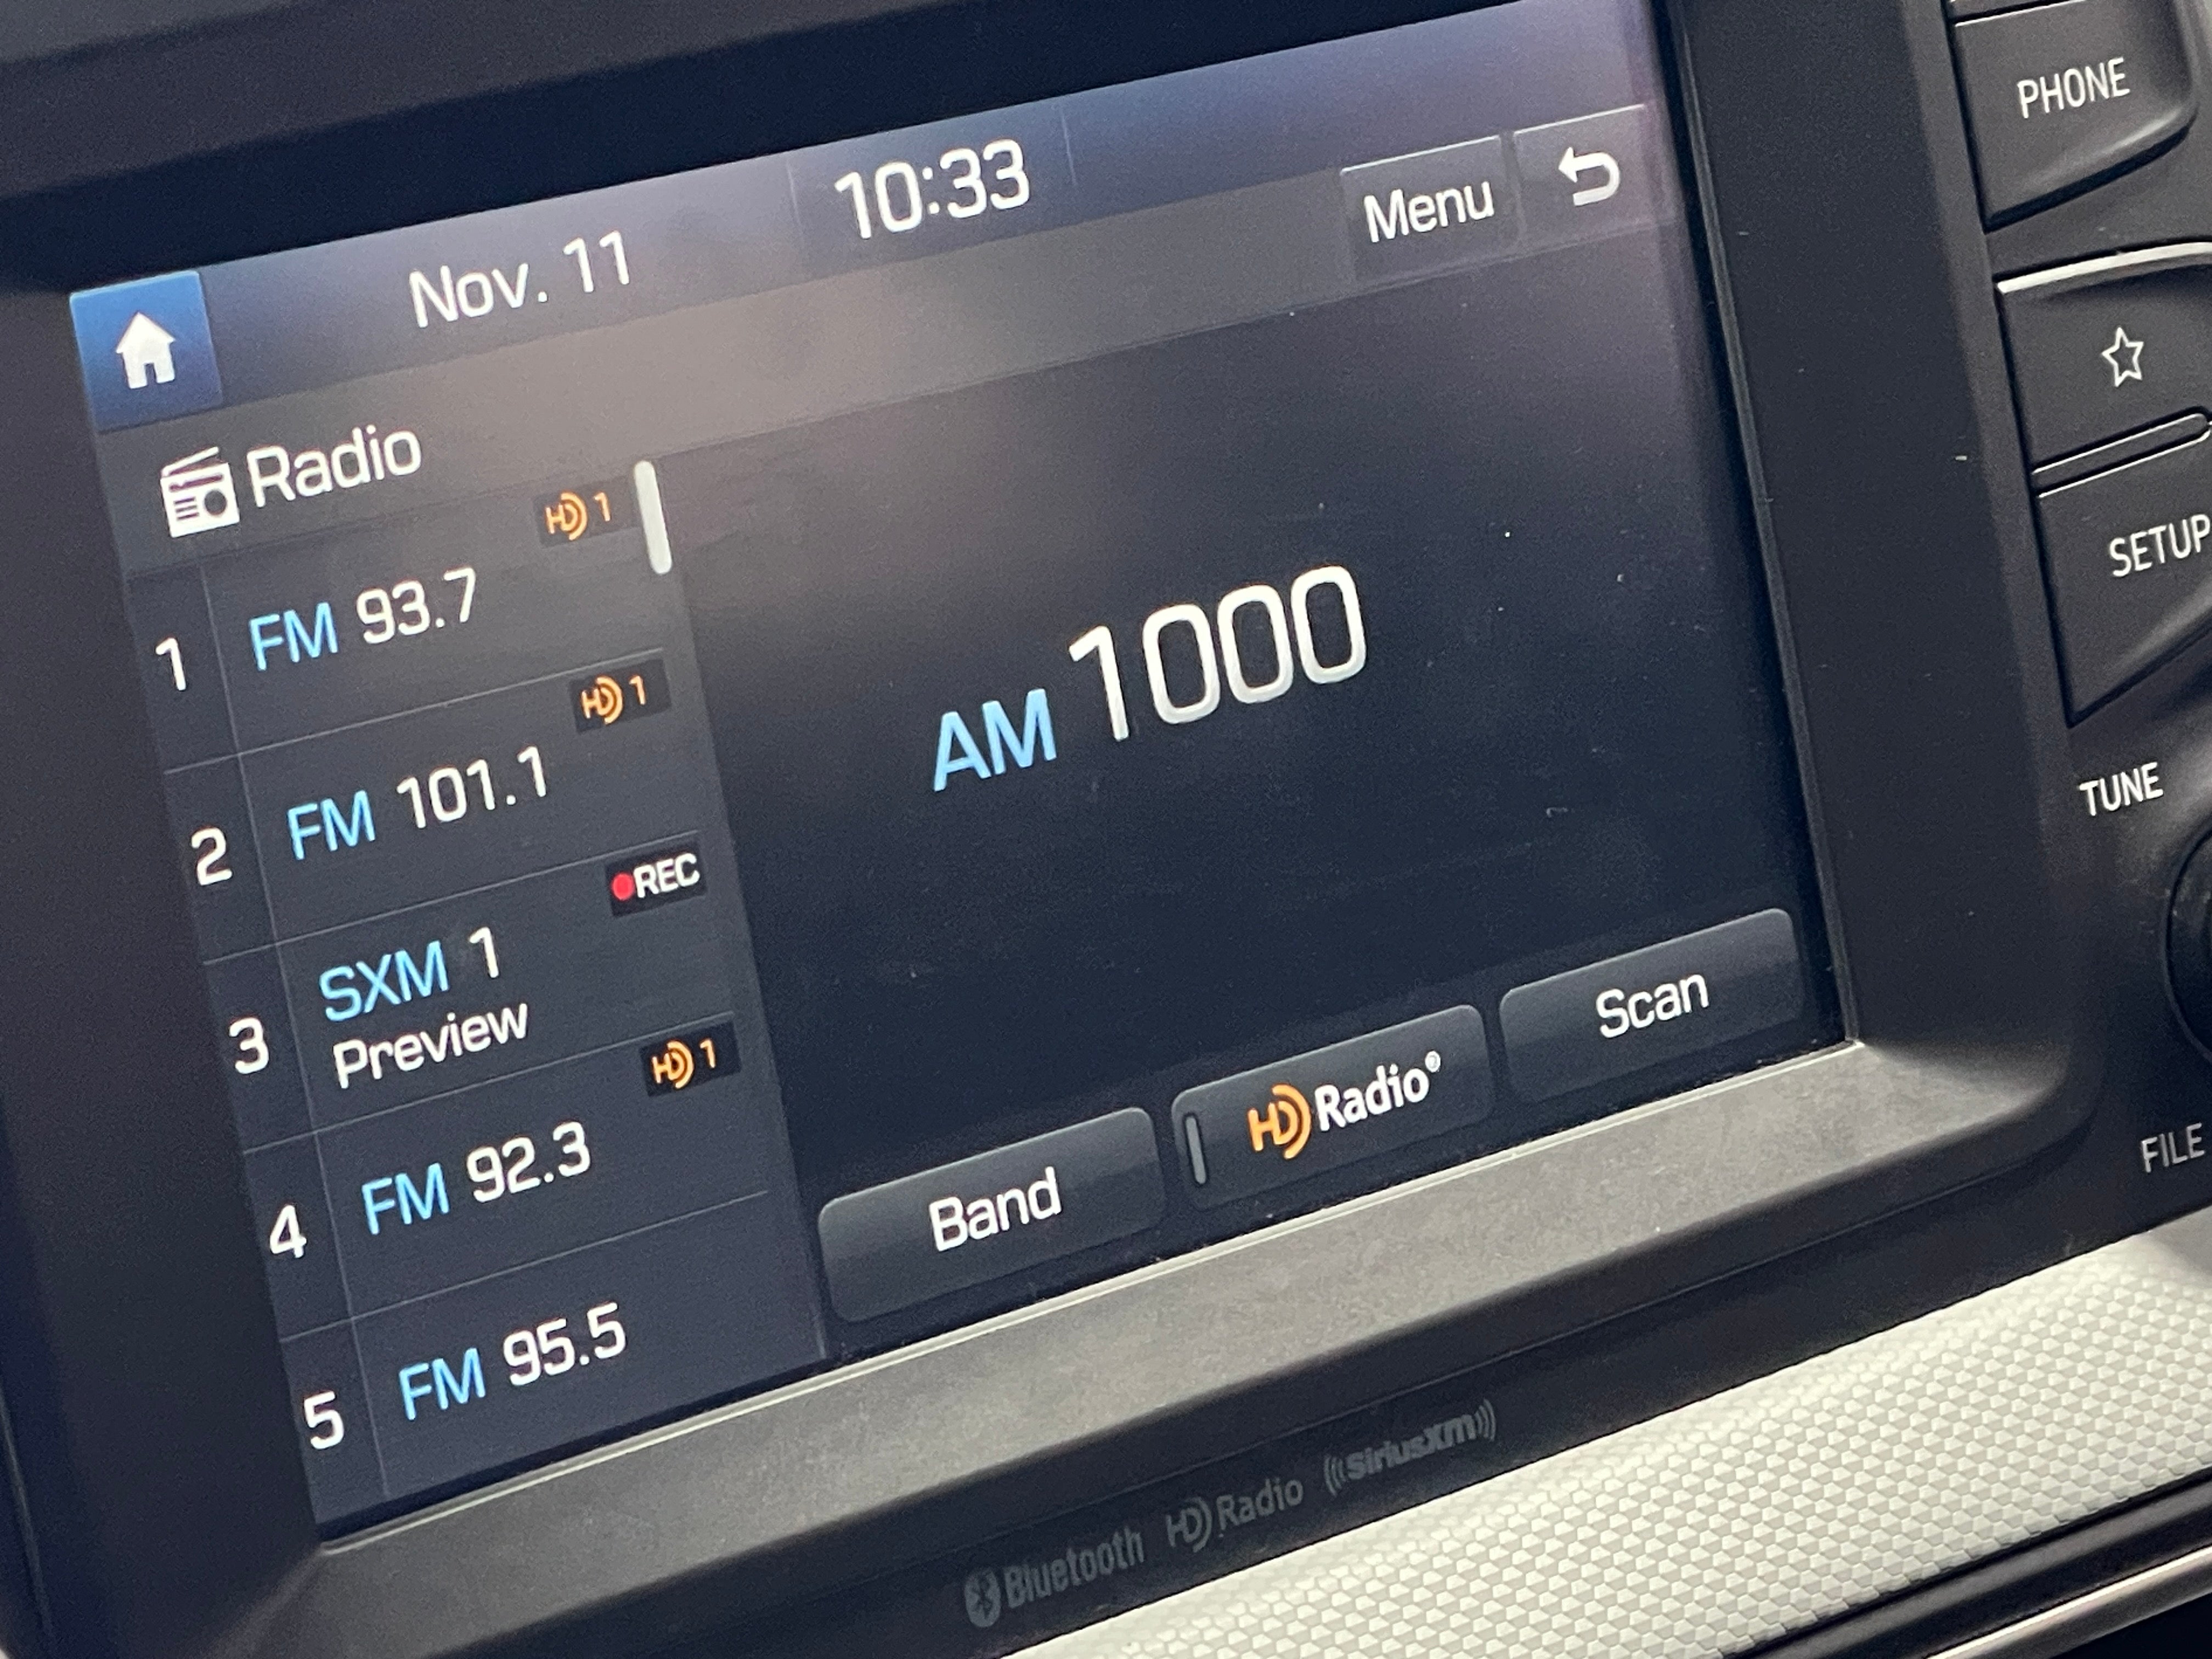 Nov. 11
10:33
Menu
Radio
HD 1
1 FM 93.7
HD 1
2 FM 101.1
REC
3 SXM 1
Preview
HD 1
4 FM 92.3
5 FM 95.5
AM 1000
Band
HD Radio®
Scan
Bluetooth HD Radio ((SiriusXM))
PHONE
SETUP
TUNE
FILE